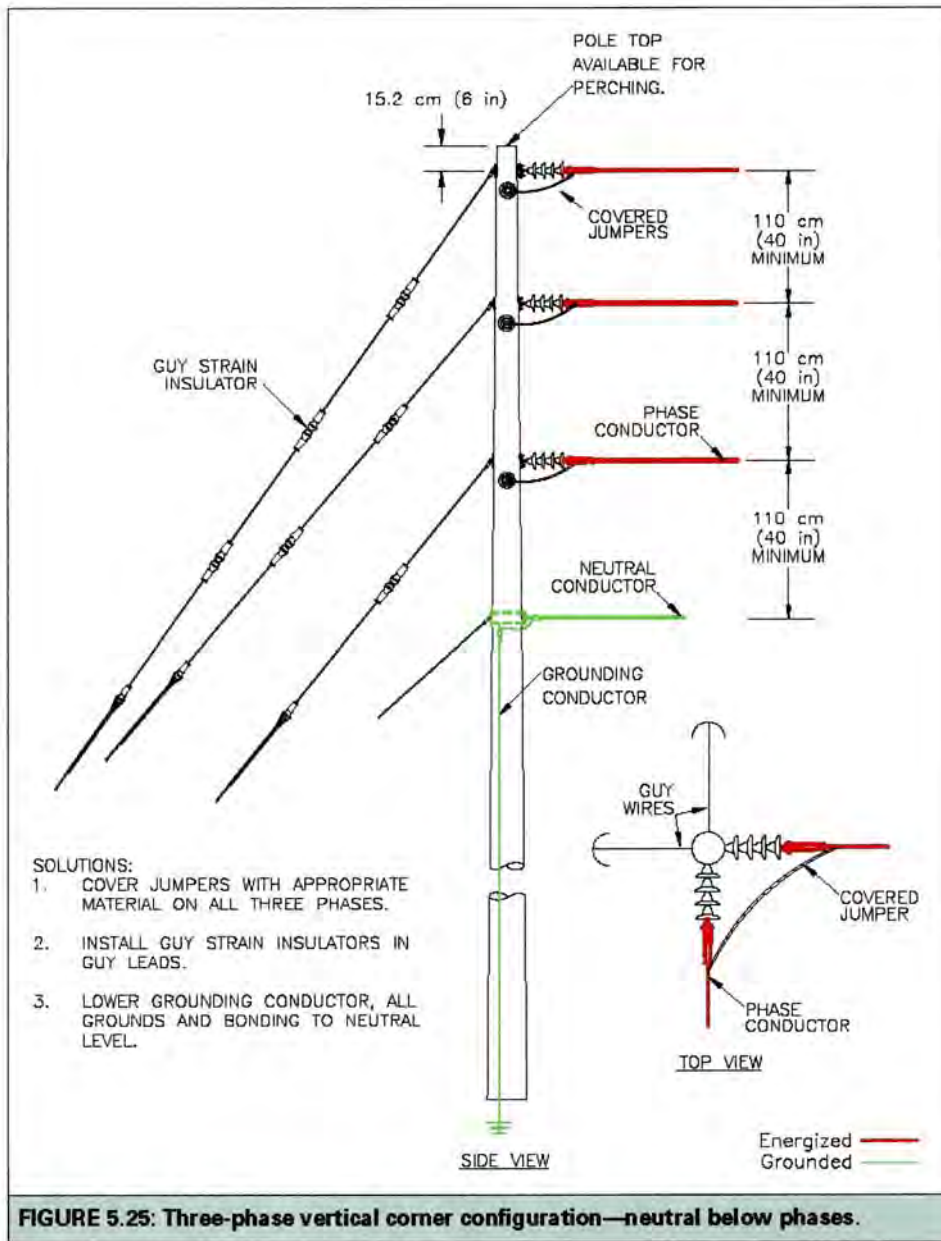 POLE TOP
AVAILABLE FOR
PERCHING.
15.2 cm (6 in)
COVERED
JUMPERS
110 cm
(40 in)
MINIMUM
GUY STRAIN
INSULATOR
110 cm
(40 in)
MINIMUM
PHASE
CONDUCTOR
110 cm
(40 in)
MINIMUM
NEUTRAL
CONDUCTOR
GROUNDING
CONDUCTOR
GUY
WIRES
COVERED
JUMPER
PHASE
CONDUCTOR
TOP VIEW
SOLUTIONS:
1. COVER JUMPERS WITH APPROPRIATE
MATERIAL ON ALL THREE PHASES.
2. INSTALL GUY STRAIN INSULATORS IN
GUY LEADS.
3. LOWER GROUNDING CONDUCTOR, ALL
GROUNDS AND BONDING TO NEUTRAL
LEVEL.
SIDE VIEW
Energized
Grounded
FIGURE 5.25: Three-phase vertical corner configuration—neutral below phases.